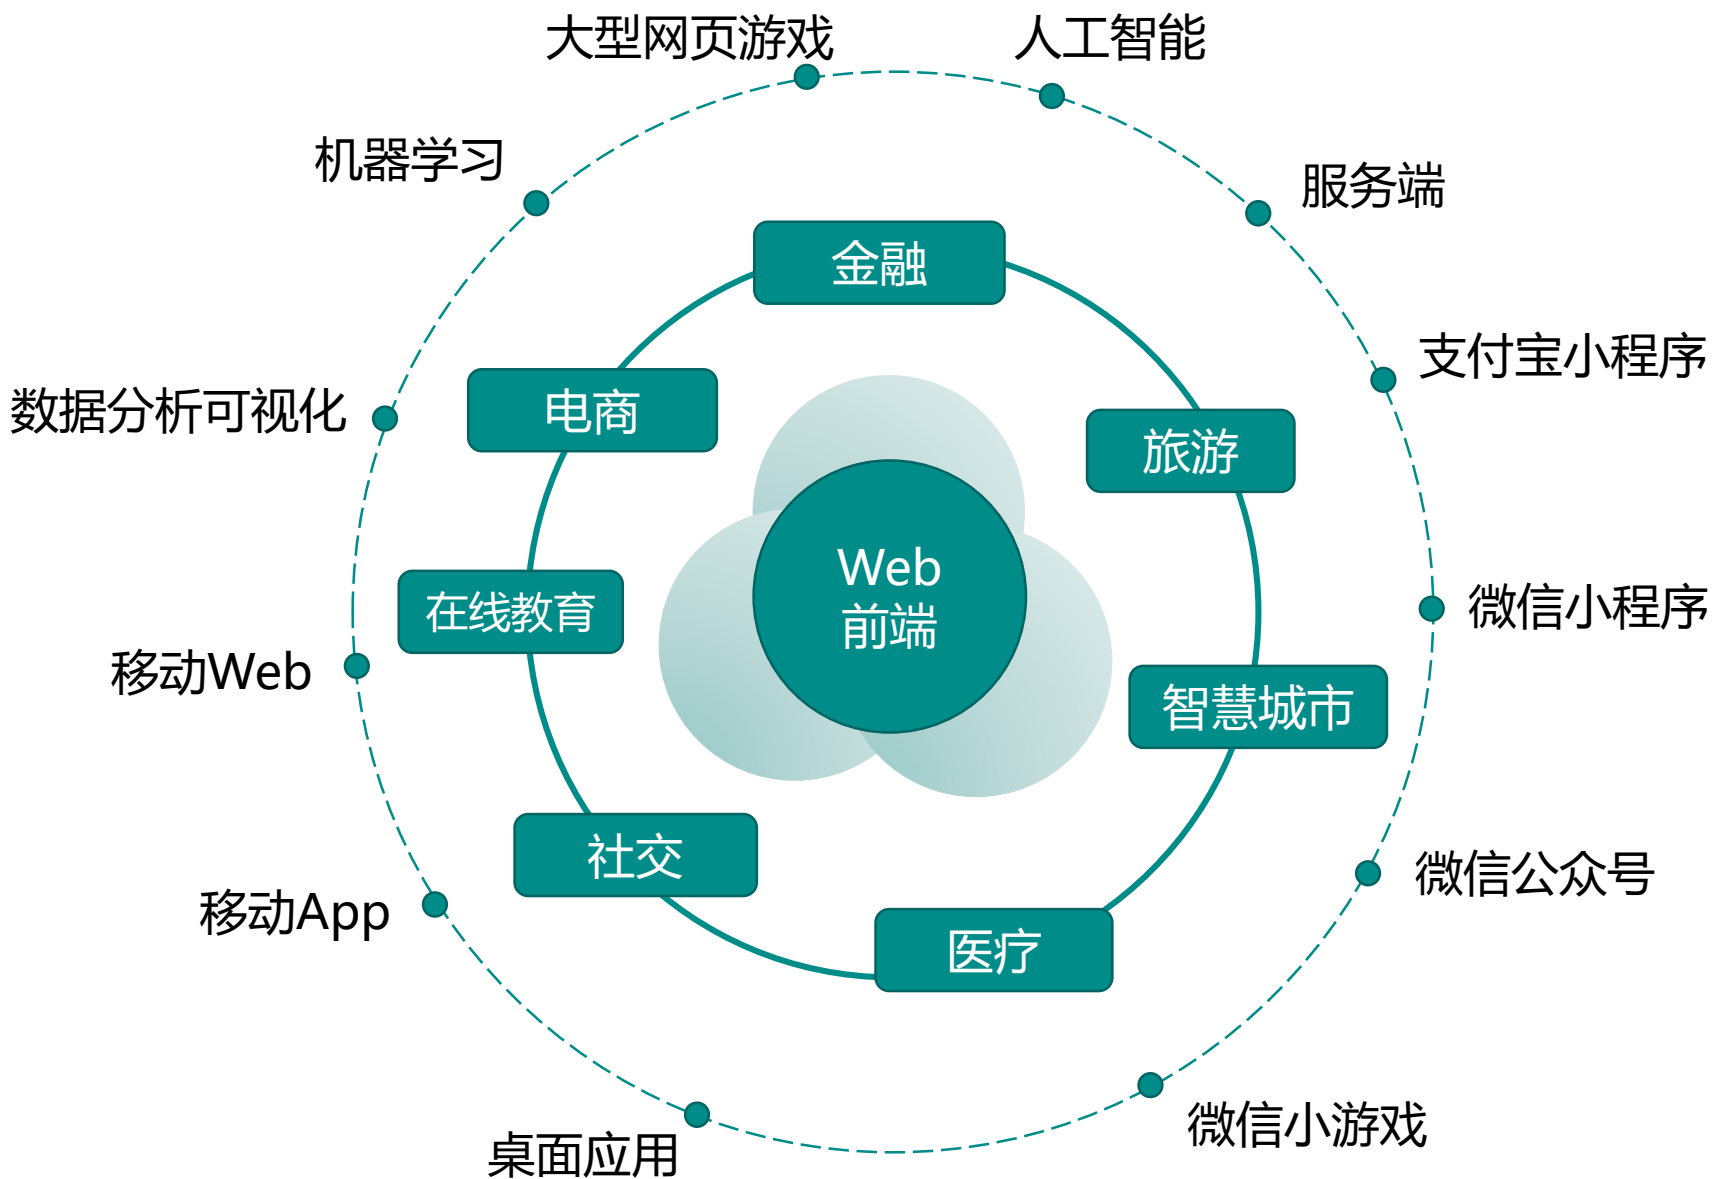 大型网页游戏
人工智能
机器学习
服务端
金融
支付宝小程序
数据分析可视化
电商
旅游
Web
前端
在线教育
微信小程序
移动Web
智慧城市
社交
微信公众号
移动App
医疗
微信小游戏
桌面应用